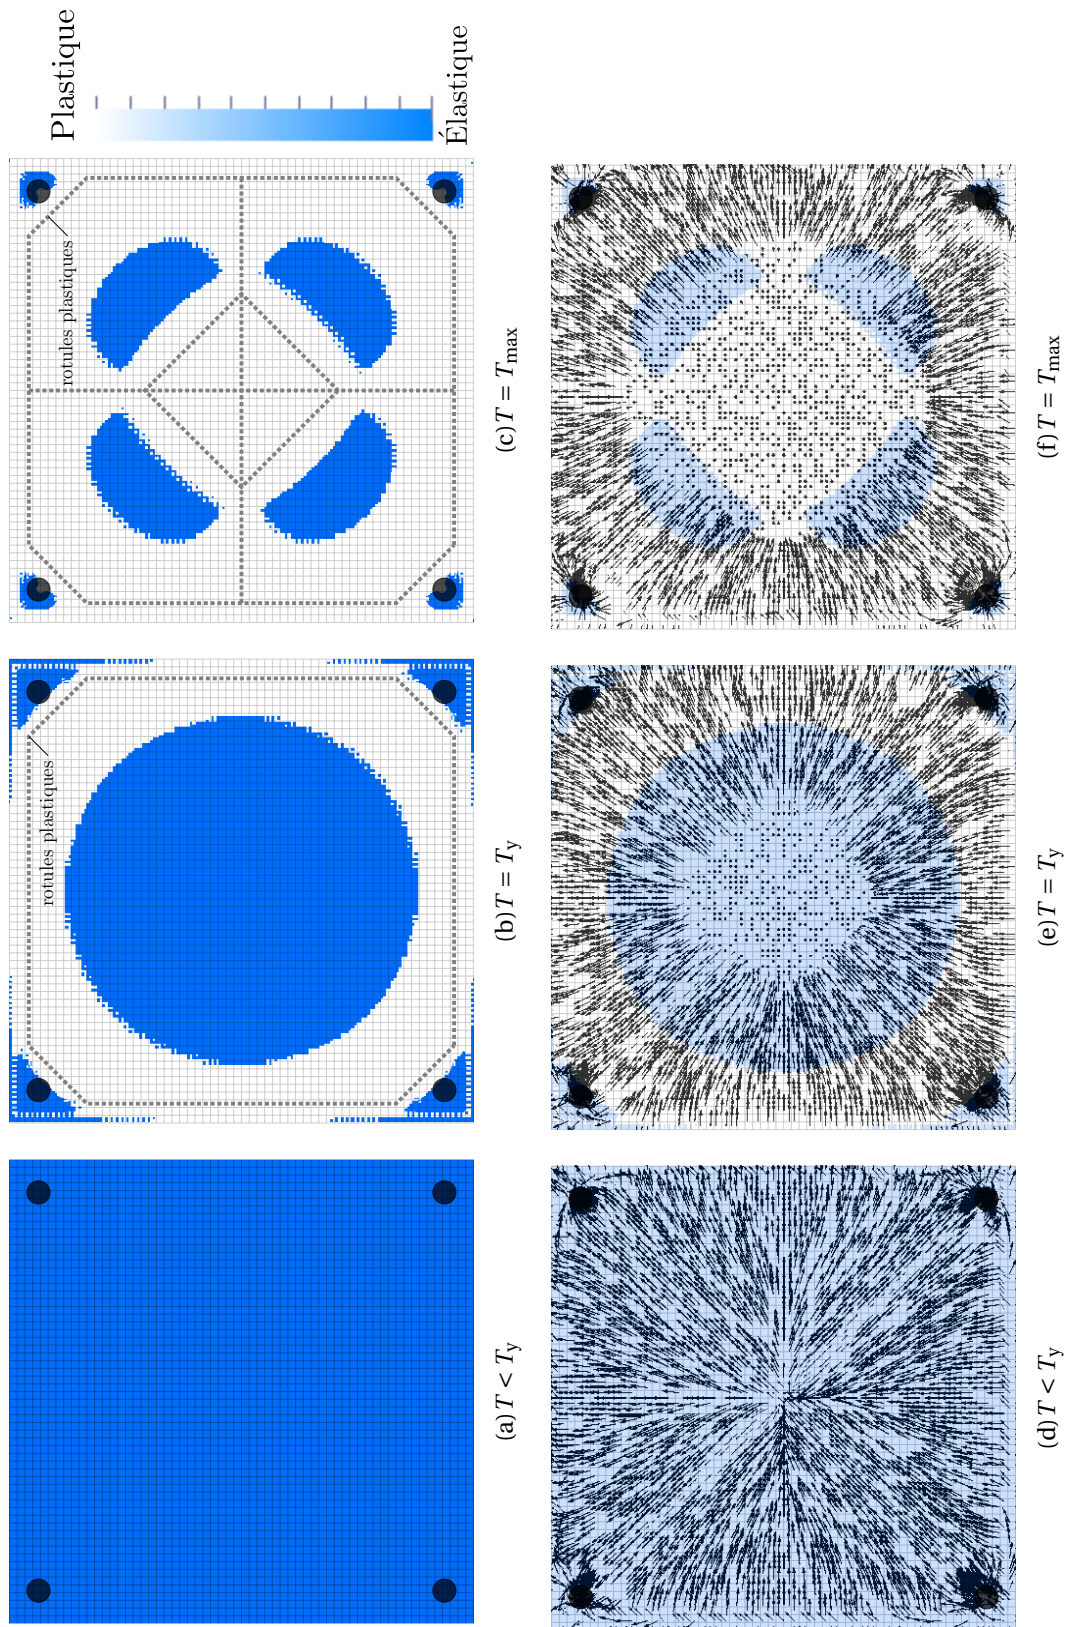 (a) T < Ty
(b) T = Ty
rotules plastiques
(c) T = Tmax
rotules plastiques
Plastique
Élastique
(d) T < Ty
(e) T = Ty
(f) T = Tmax